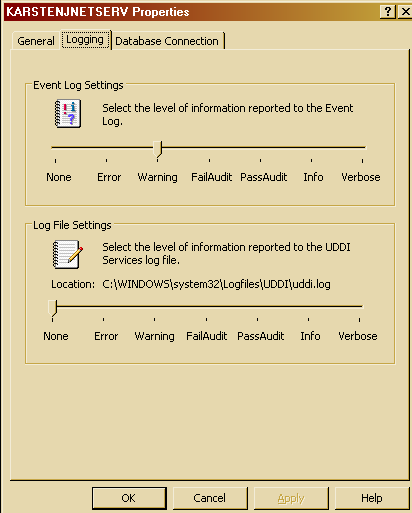 KARSTENJNETSERV Properties
General Logging Database Connection
Event Log Settings
Select the level of information reported to the Event
Log.
None Error Warning FailAudit PassAudit Info Verbose
Log File Settings
Select the level of information reported to the UDDI
Services log file.
Location: C:\WINDOWS\system32\Logfiles\UDDI\uddi.log
None Error Warning FailAudit PassAudit Info Verbose
OK Cancel Apply Help